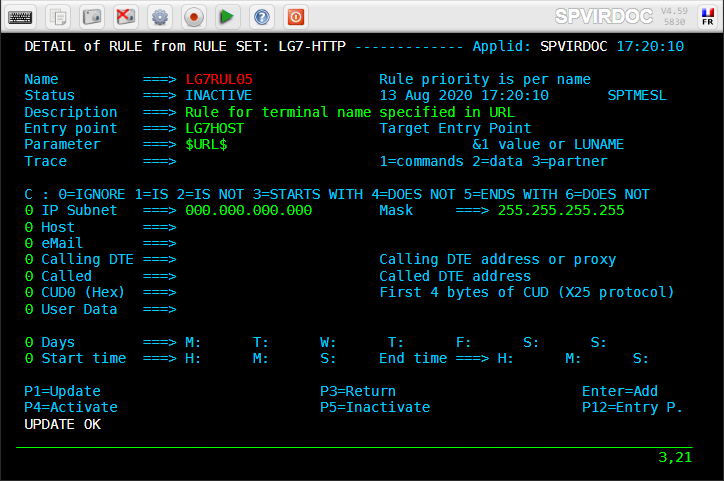 SPVIRDOC V4.59 5830 FR
DETAIL of RULE from RULE SET: LG7-HTTP ------------- Applid: SPVIRDOC 17:20:10
Name ===> LG7RUL05 Rule priority is per name
Status ===> INACTIVE 13 Aug 2020 17:20:10 SPTMESL
Description ===> Rule for terminal name specified in URL
Entry point ===> LG7HOST Target Entry Point
Parameter ===> $URL$ &1 value or LUNAME
Trace ===> 1=commands 2=data 3=partner
C : 0=IGNORE 1=IS 2=IS NOT 3=STARTS WITH 4=DOES NOT 5=ENDS WITH 6=DOES NOT
0 IP Subnet ===> 000.000.000.000 Mask ===> 255.255.255.255
0 Host ===>
0 eMail ===>
0 Calling DTE ===> Calling DTE address or proxy
0 Called ===> Called DTE address
0 CUD0 (Hex) ===> First 4 bytes of CUD (X25 protocol)
0 User Data ===>
0 Days ===> M: T: W: T: F: S: S:
0 Start time ===> H: M: S: End time ===> H: M: S:
P1=Update P3=Return Enter=Add
P4=Activate P5=Inactivate P12=Entry P.
UPDATE OK
3,21